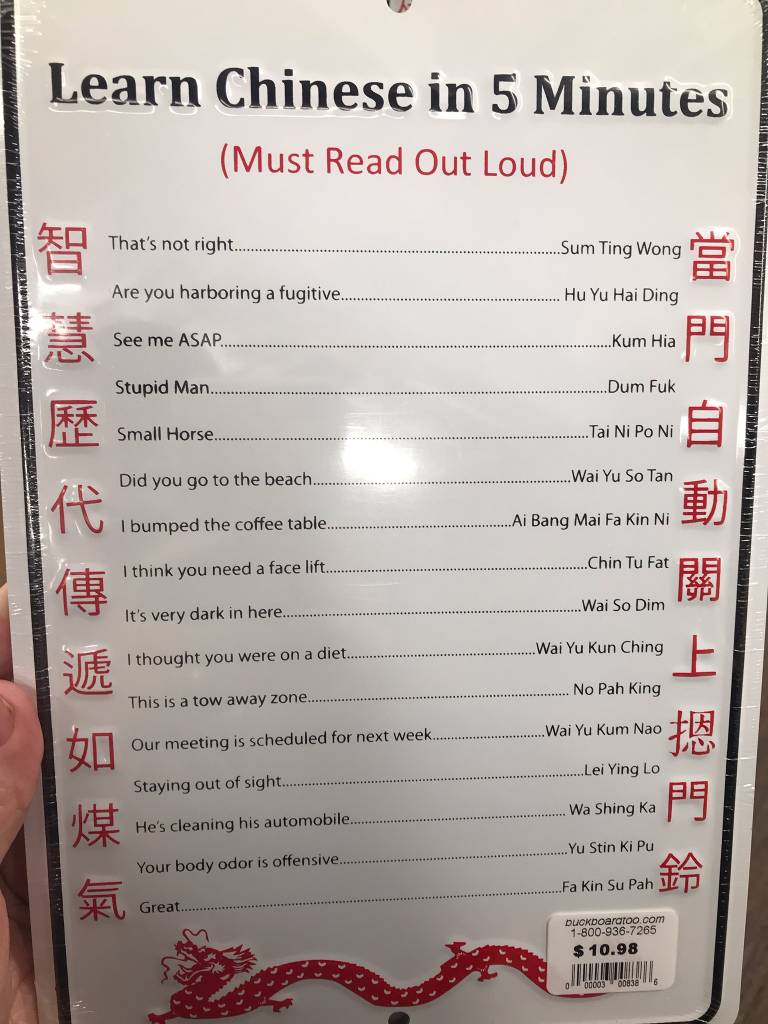 Learn Chinese in 5 Minutes
(Must Read Out Loud)
智慧歷代傳遞如煤氣
That's not right..........Sum Ting Wong
Are you harboring a fugitive..........Hu Yu Hai Ding
See me ASAP..........Kum Hia
Stupid Man..........Dum Fuk
Small Horse..........Tai Ni Po Ni
Did you go to the beach..........Wai Yu So Tan
I bumped the coffee table..........Ai Bang Mai Fa Kin Ni
I think you need a face lift..........Chin Tu Fat
It's very dark in here..........Wai So Dim
I thought you were on a diet..........Wai Yu Kun Ching
This is a tow away zone..........No Pah King
Our meeting is scheduled for next week..........Wai Yu Kum Nao
Staying out of sight..........Lei Ying Lo
He's cleaning his automobile..........Wa Shing Ka
Your body odor is offensive..........Yu Stin Ki Pu
Great..........Fa Kin Su Pah
當門自動關上摁門鈴
buckboardtoo.com
1-800-936-7265
$10.98
0 00003 00838 6